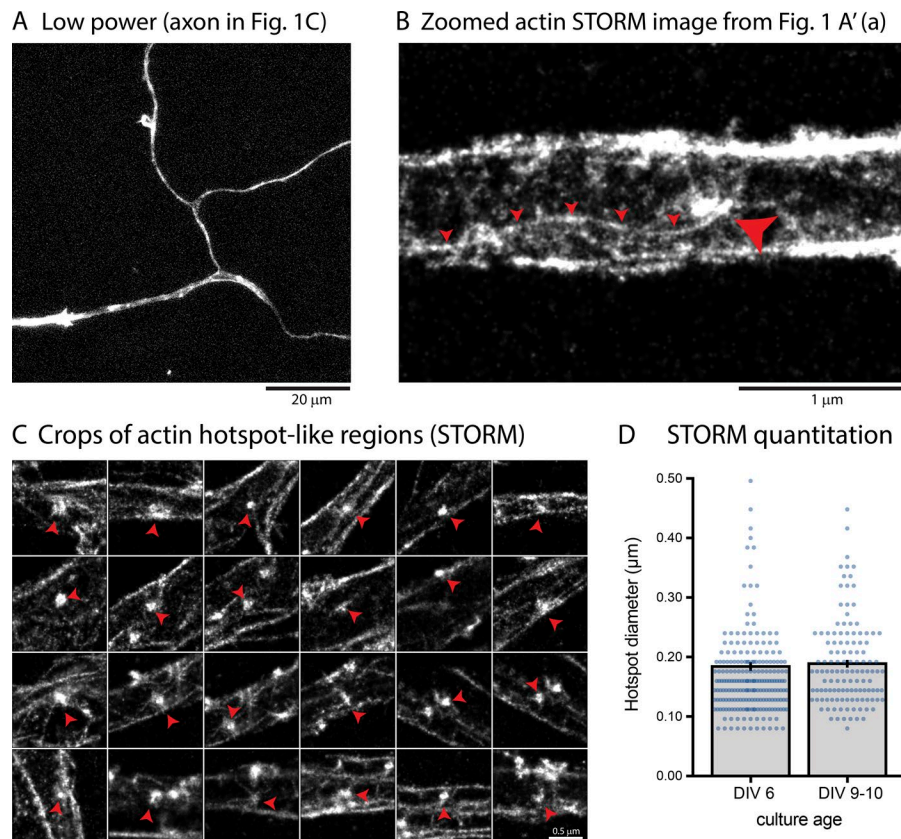 A Low power (axon in Fig. 1C)
B Zoomed actin STORM image from Fig. 1 A′ (a)
20 μm
1 μm
C Crops of actin hotspot-like regions (STORM)
0.5 μm
D STORM quantitation
Hotspot diameter (μm)
0.50
0.40
0.30
0.20
0.10
0.00
DIV 6
DIV 9-10
culture age